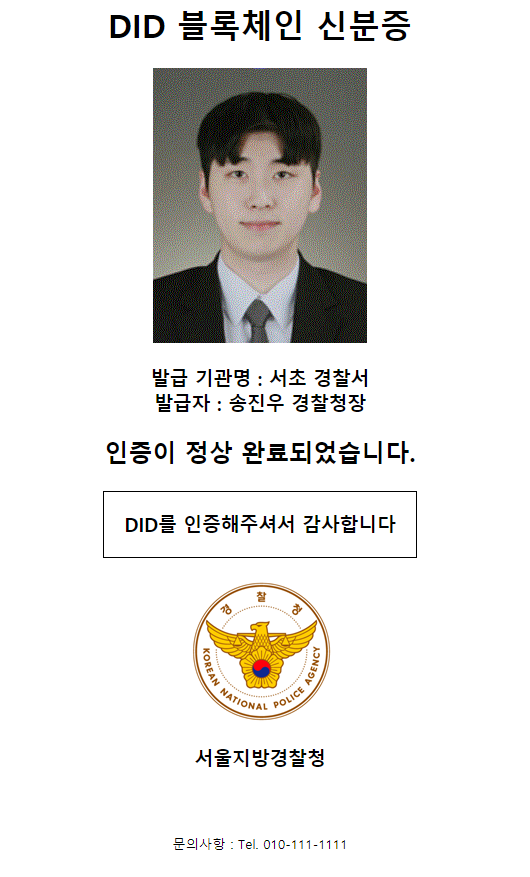 DID 블록체인 신분증
발급 기관명 : 서초 경찰서
발급자 : 송진우 경찰청장
인증이 정상 완료되었습니다.
DID를 인증해주셔서 감사합니다
경 찰 청
KOREAN NATIONAL POLICE AGENCY
서울지방경찰청
문의사항 : Tel. 010-111-1111